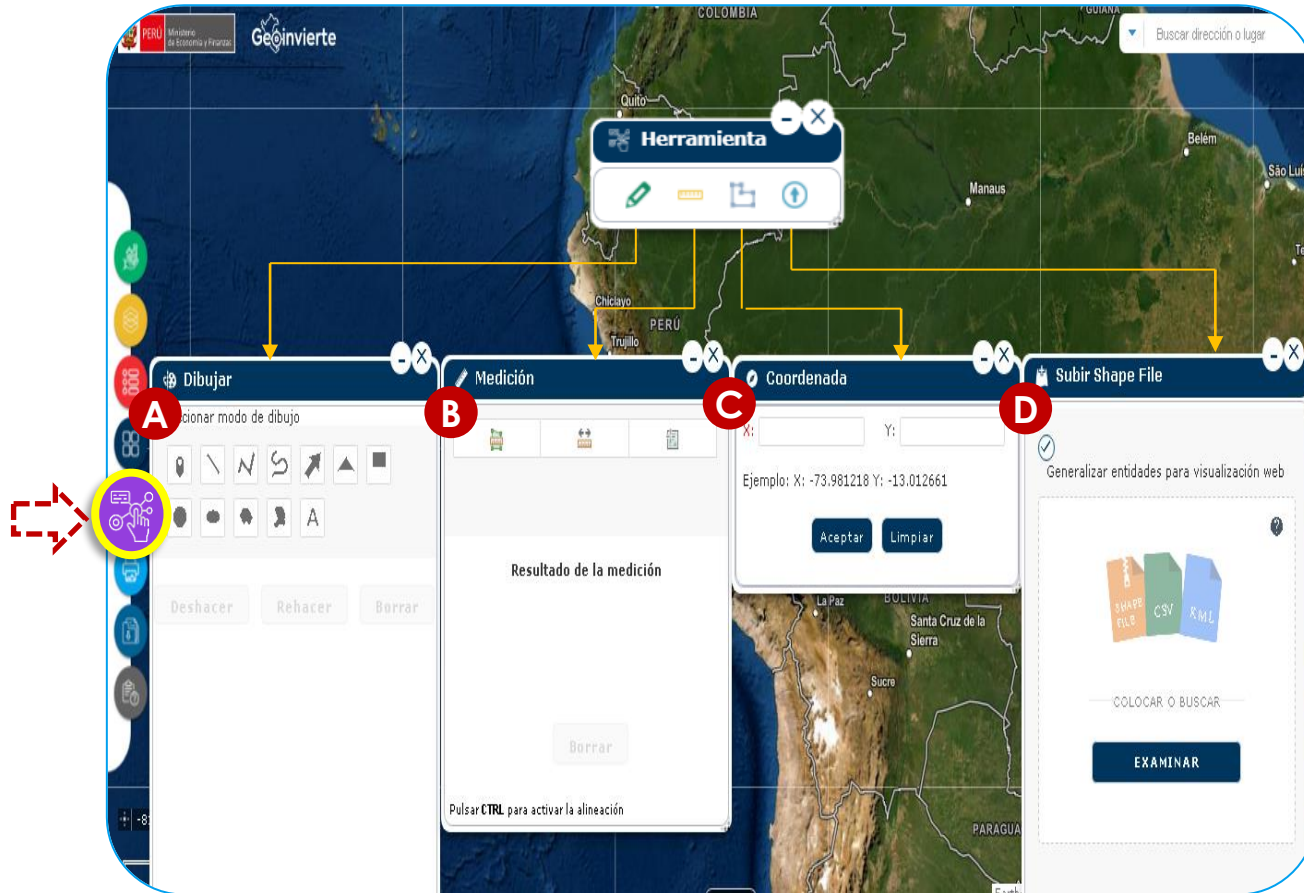 COLOMBIA
GUIANA
PERÚ
Ministerio
de Economía y Finanzas
Geoinvierte
Buscar dirección o lugar
Quito
Herramienta
Belém
São Luís
Manaus
Chiclayo
PERÚ
Trujillo
A
Dibujar
modo de dibujo
A
Deshacer
Rehacer
Borrar
B
Medición
Resultado de la medición
Borrar
Pulsar CTRL para activar la alineación
C
Coordenada
X:
Y:
Ejemplo: X: -73.981218 Y: -13.012661
Aceptar
Limpiar
La Paz
BOLIVIA
Santa Cruz de la
Sierra
Sucre
PARAGUA
D
Subir Shape File
Generalizar entidades para visualización web
?
SHAPE
FILE
CSV
KML
COLOCAR O BUSCAR
EXAMINAR